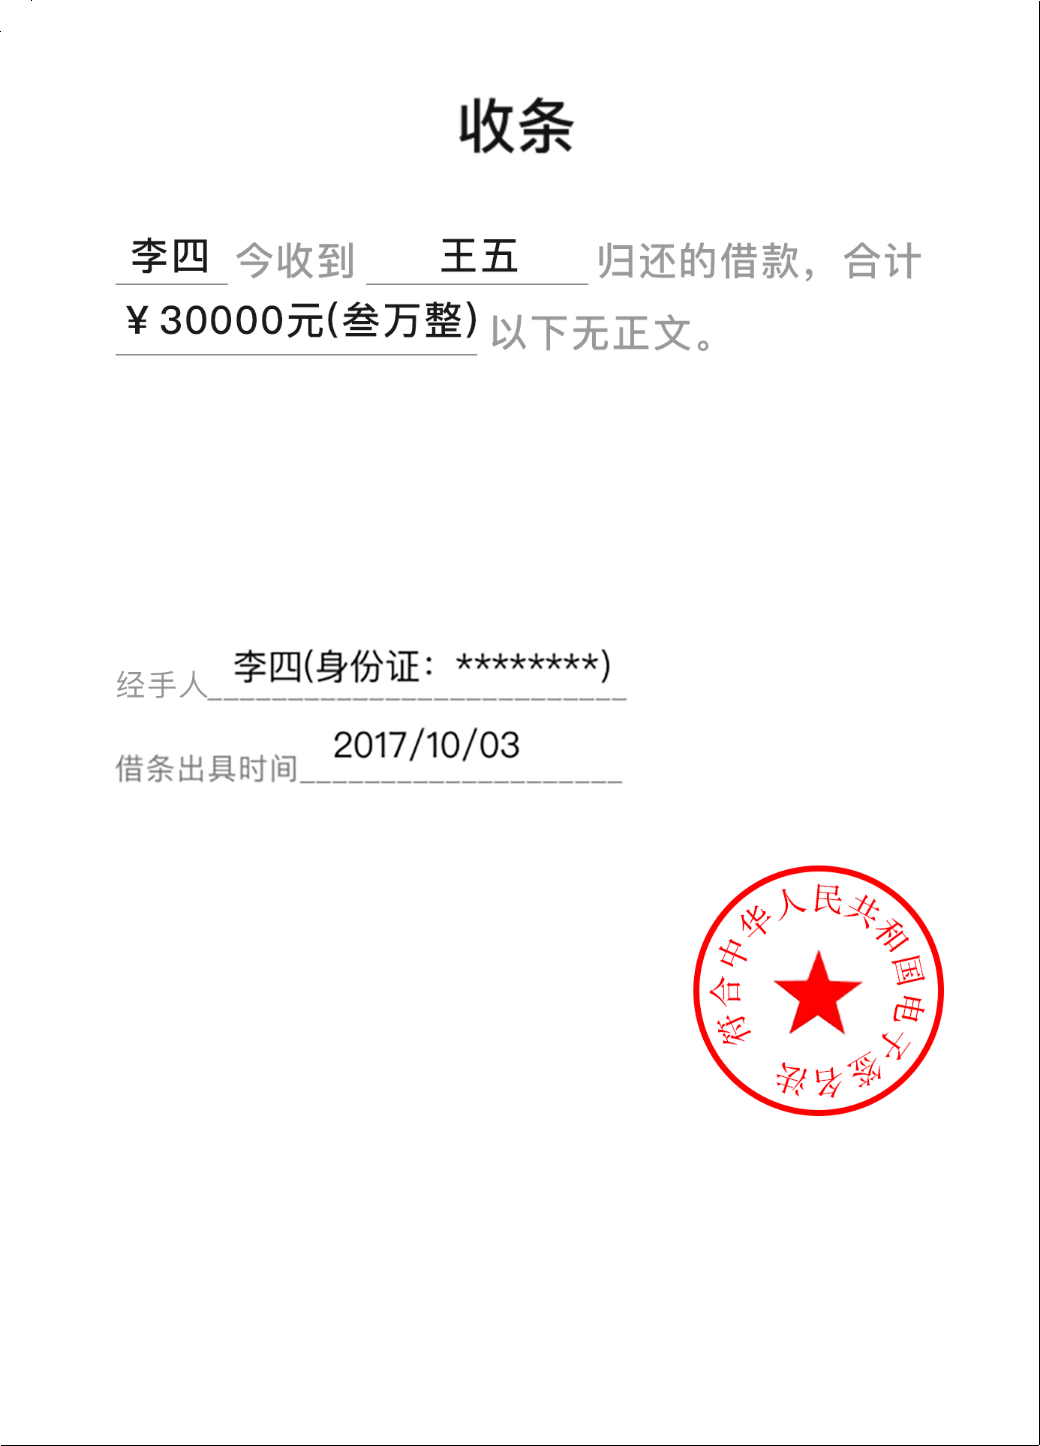 收条
李四 今收到 王五 归还的借款，合计
￥30000元(叁万整) 以下无正文。
经手人 李四(身份证：********)
借条出具时间 2017/10/03
符合中华人民共和国电子签名法